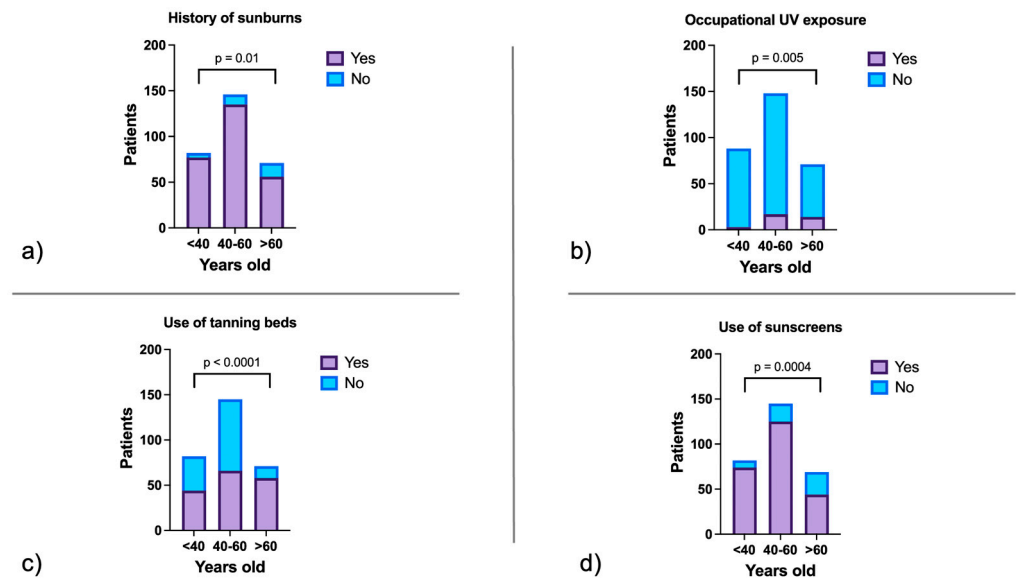 History of sunburns
200
150
100
50
0
Patients
p = 0.01
Yes
No
<40 40-60 >60
Years old
a)
Occupational UV exposure
200
150
100
50
0
Patients
p = 0.005
Yes
No
<40 40-60 >60
Years old
b)
Use of tanning beds
200
150
100
50
0
Patients
p < 0.0001
Yes
No
<40 40-60 >60
Years old
c)
Use of sunscreens
200
150
100
50
0
Patients
p = 0.0004
Yes
No
<40 40-60 >60
Years old
d)